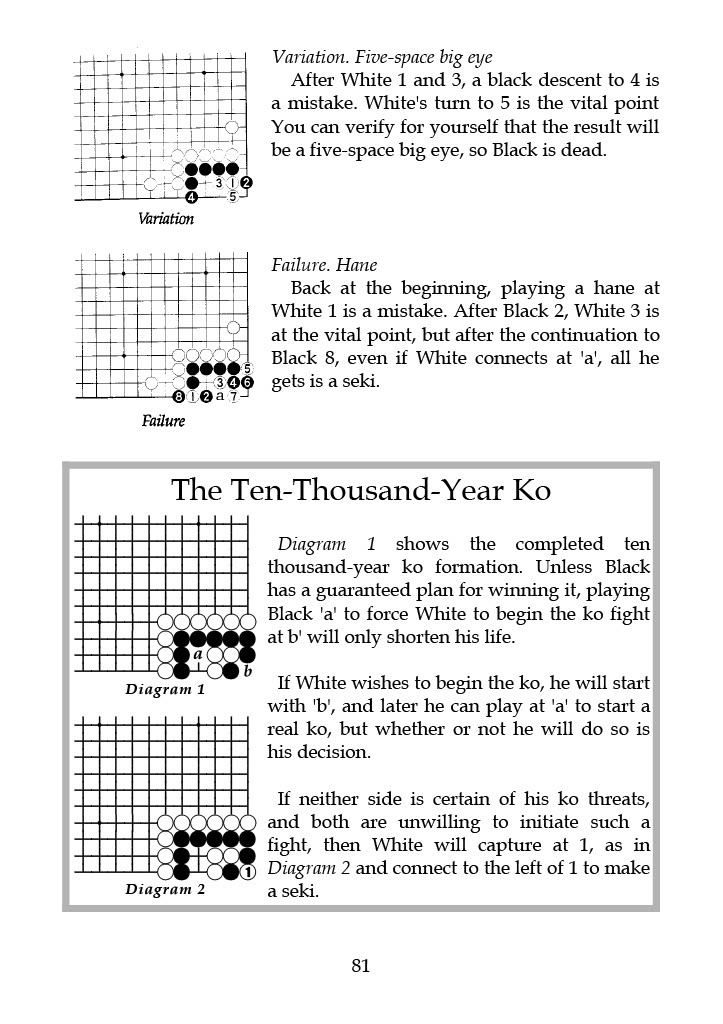 Variation. Five-space big eye
After White 1 and 3, a black descent to 4 is
a mistake. White's turn to 5 is the vital point
You can verify for yourself that the result will
be a five-space big eye, so Black is dead.
3 1 2
4 5
Variation
Failure. Hane
Back at the beginning, playing a hane at
White 1 is a mistake. After Black 2, White 3 is
at the vital point, but after the continuation to
Black 8, even if White connects at 'a', all he
gets is a seki.
5
3 4 6
8 1 2 a 7
Failure
The Ten-Thousand-Year Ko
Diagram 1 shows the completed ten
thousand-year ko formation. Unless Black
has a guaranteed plan for winning it, playing
Black 'a' to force White to begin the ko fight
at b' will only shorten his life.
a
b
Diagram 1
If White wishes to begin the ko, he will start
with 'b', and later he can play at 'a' to start a
real ko, but whether or not he will do so is
his decision.
If neither side is certain of his ko threats,
and both are unwilling to initiate such a
fight, then White will capture at 1, as in
Diagram 2 and connect to the left of 1 to make
a seki.
1
Diagram 2
81